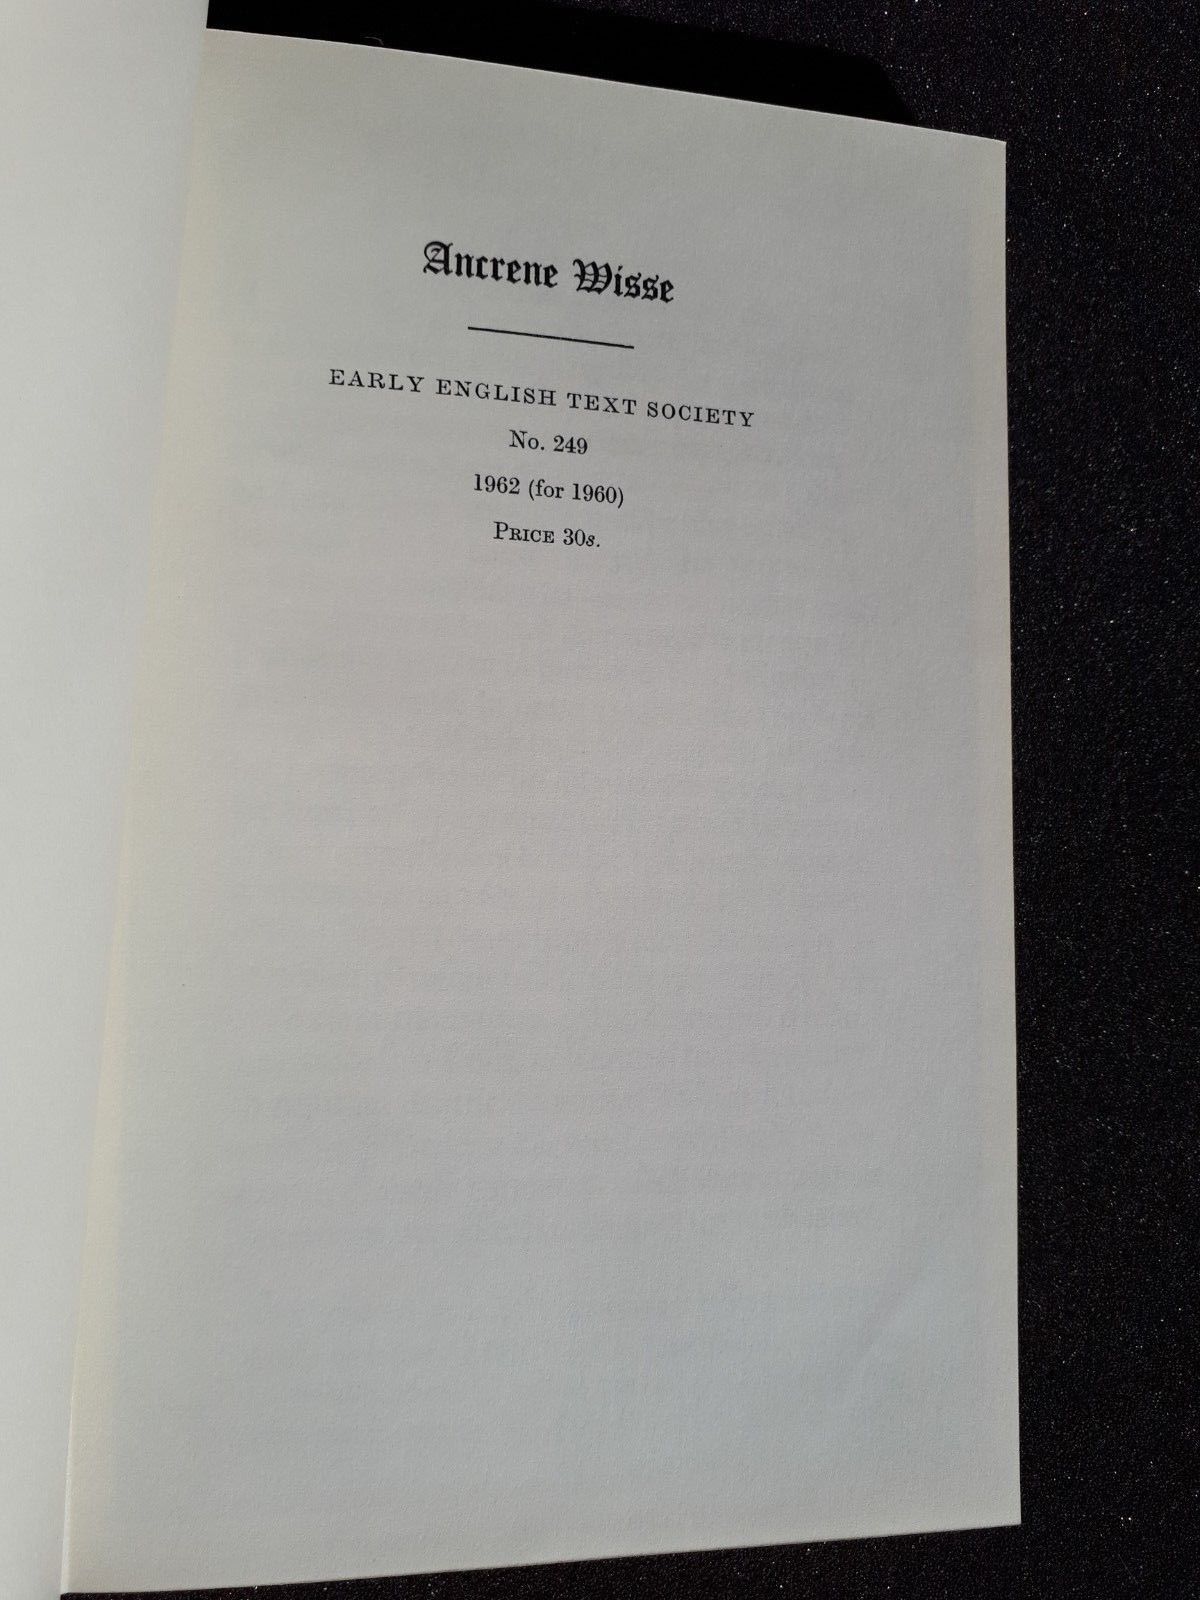 Ancrene Wisse
EARLY ENGLISH TEXT SOCIETY
No. 249
1962 (for 1960)
PRICE 30s.